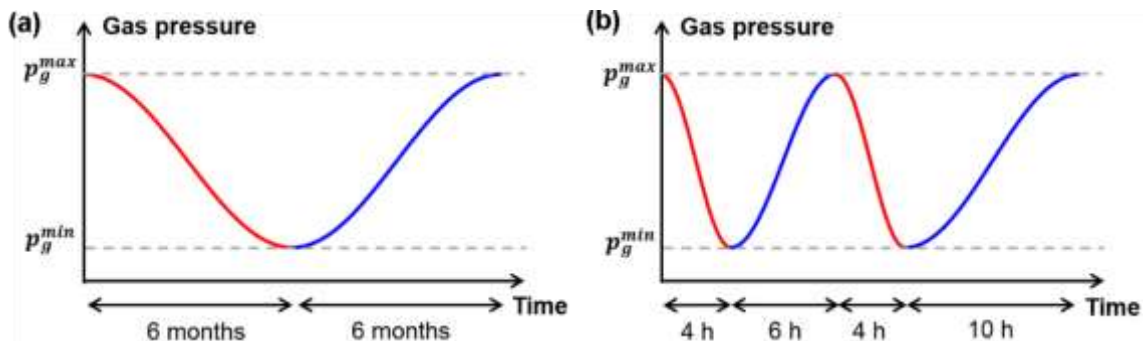 (a)
Gas pressure
p_g^{max}
p_g^{min}
Time
6 months
6 months
(b)
Gas pressure
p_g^{max}
p_g^{min}
Time
4 h
6 h
4 h
10 h